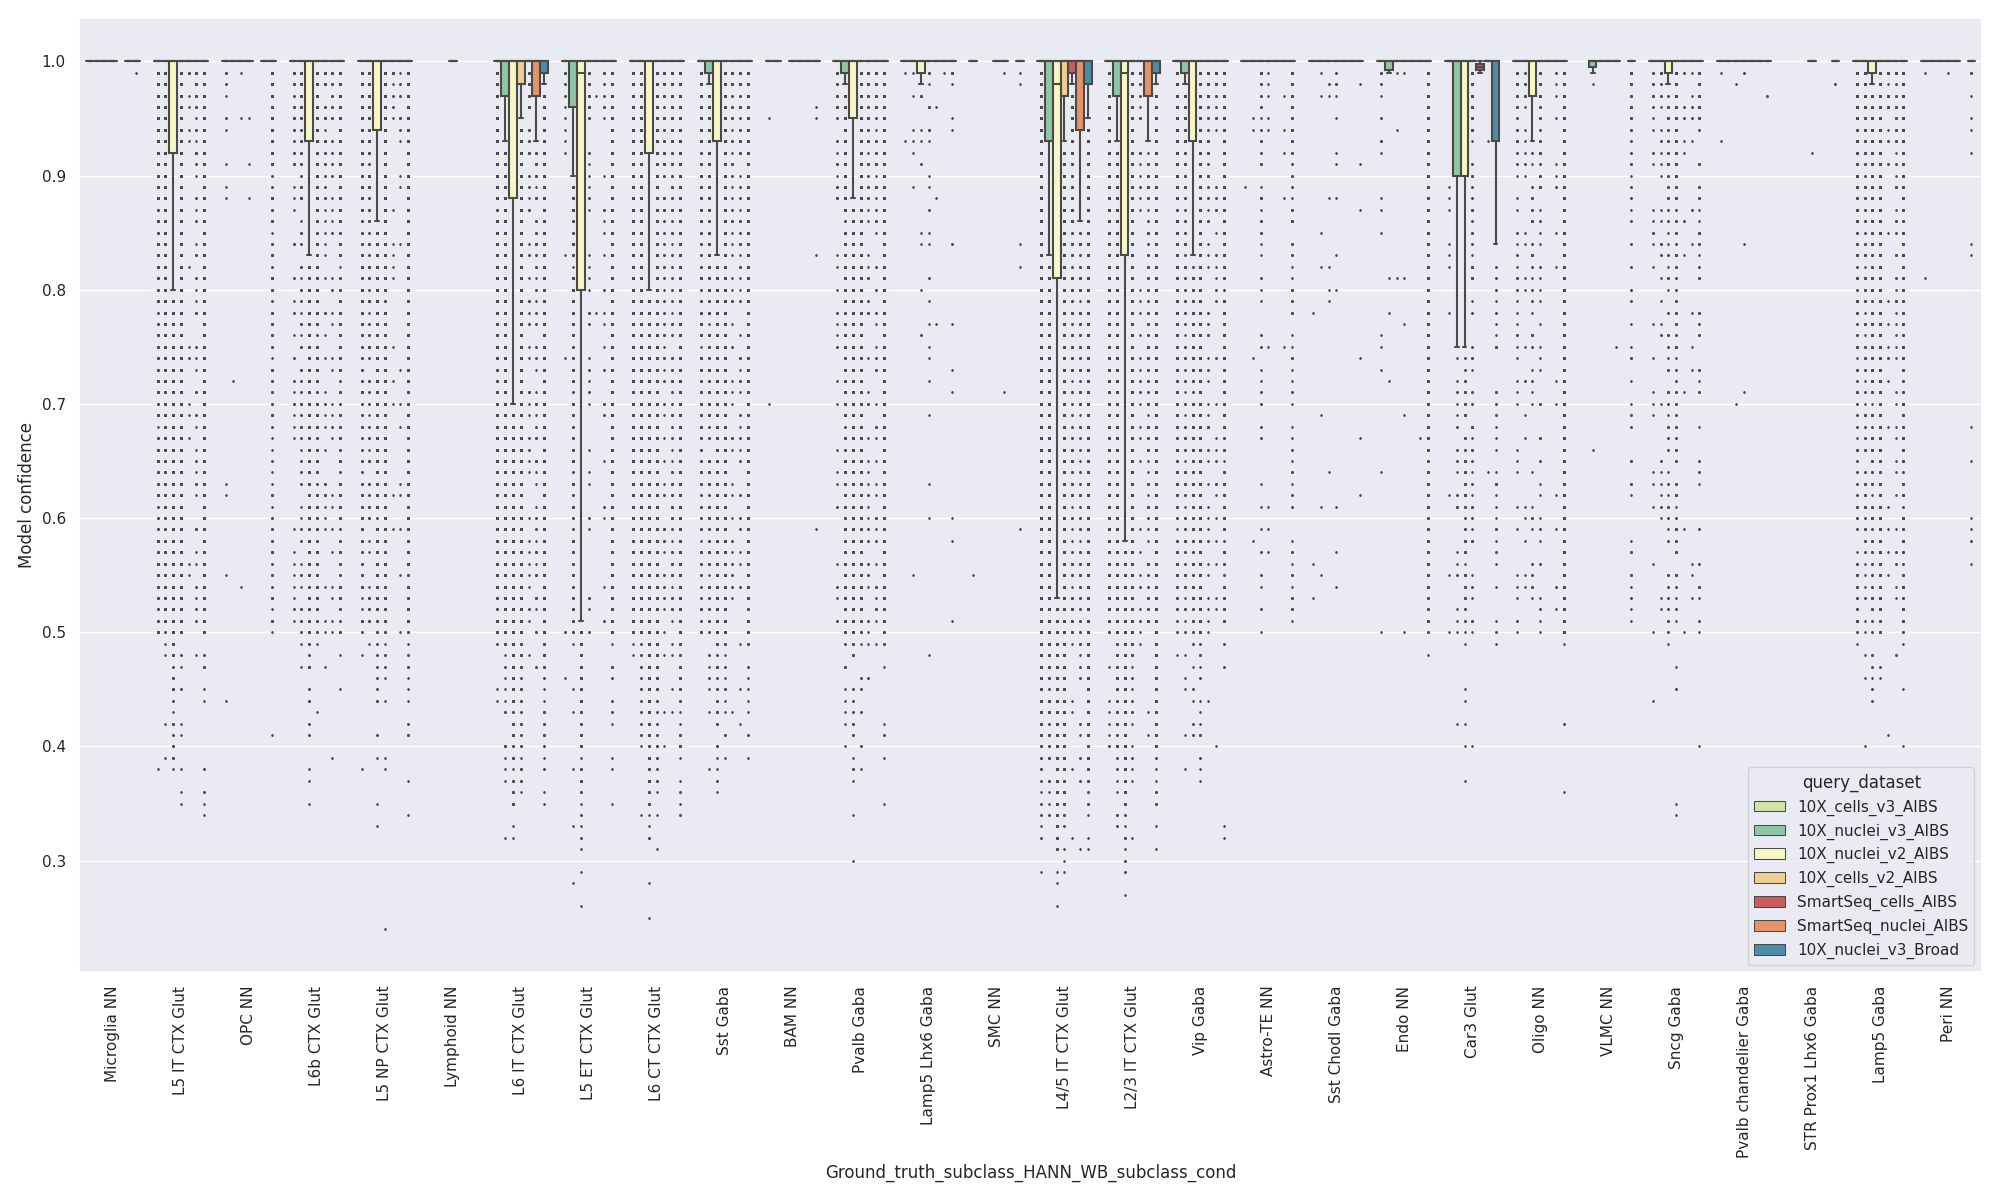 1.0
0.9
0.8
0.7
0.6
0.5
0.4
0.3
Model confidence
query_dataset
10X_cells_v3_AIBS
10X_nuclei_v3_AIBS
10X_nuclei_v2_AIBS
10X_cells_v2_AIBS
SmartSeq_cells_AIBS
SmartSeq_nuclei_AIBS
10X_nuclei_v3_Broad
Microglia NN
L5 IT CTX Glut
OPC NN
L6b CTX Glut
L5 NP CTX Glut
Lymphoid NN
L6 IT CTX Glut
L5 ET CTX Glut
L6 CT CTX Glut
Sst Gaba
BAM NN
Pvalb Gaba
Lamp5 Lhx6 Gaba
SMC NN
L4/5 IT CTX Glut
L2/3 IT CTX Glut
Vip Gaba
Astro-TE NN
Sst Chodl Gaba
Endo NN
Car3 Glut
Oligo NN
VLMC NN
Sncg Gaba
Pvalb chandelier Gaba
STR Prox1 Lhx6 Gaba
Lamp5 Gaba
Peri NN
Ground_truth_subclass_HANN_WB_subclass_cond